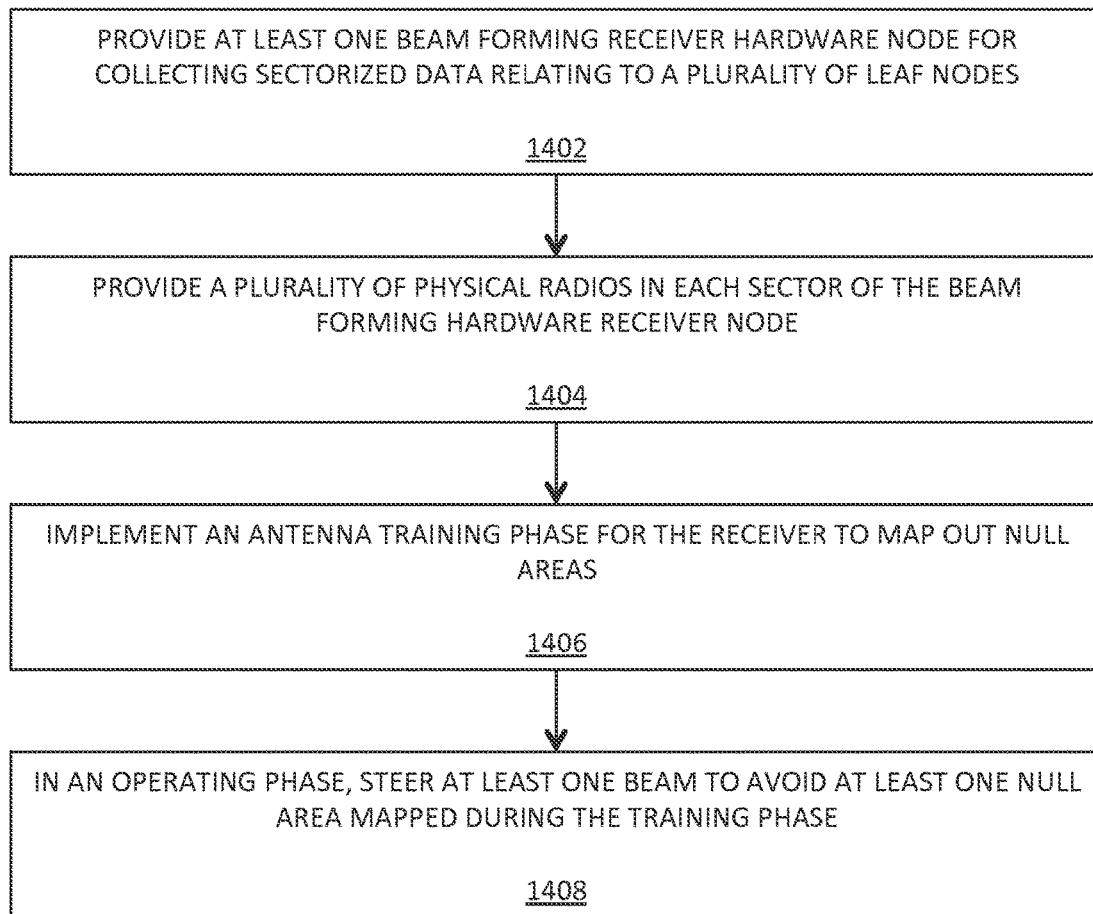 PROVIDE AT LEAST ONE BEAM FORMING RECEIVER HARDWARE NODE FOR
COLLECTING SECTORIZED DATA RELATING TO A PLURALITY OF LEAF NODES
1402
PROVIDE A PLURALITY OF PHYSICAL RADIOS IN EACH SECTOR OF THE BEAM
FORMING HARDWARE RECEIVER NODE
1404
IMPLEMENT AN ANTENNA TRAINING PHASE FOR THE RECEIVER TO MAP OUT NULL
AREAS
1406
IN AN OPERATING PHASE, STEER AT LEAST ONE BEAM TO AVOID AT LEAST ONE NULL
AREA MAPPED DURING THE TRAINING PHASE
1408